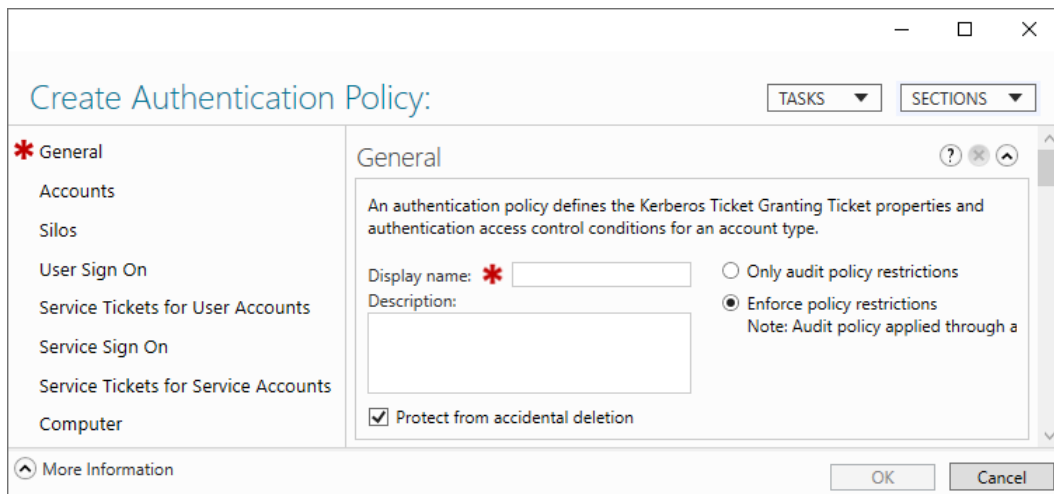 Create Authentication Policy:
TASKS
SECTIONS
General
Accounts
Silos
User Sign On
Service Tickets for User Accounts
Service Sign On
Service Tickets for Service Accounts
Computer
General
An authentication policy defines the Kerberos Ticket Granting Ticket properties and
authentication access control conditions for an account type.
Display name:
Description:
Only audit policy restrictions
Enforce policy restrictions
Note: Audit policy applied through a
Protect from accidental deletion
More Information
OK
Cancel